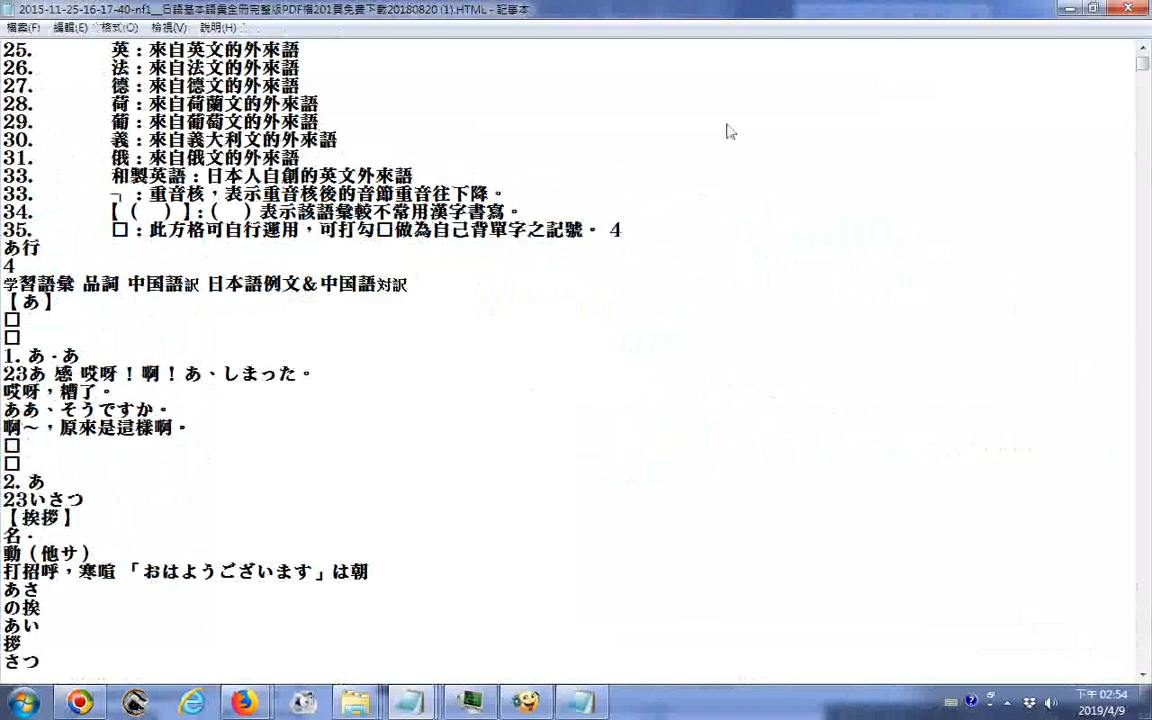 2015-11-25-16-17-40-nf1__日語基本語彙全冊完整版PDF檔201頁免費下載20180820 (1).HTML - 記事本
檔案(F) 編輯(E) 格式(O) 檢視(V) 說明(H)
25. 英：來自英文的外來語
26. 法：來自法文的外來語
27. 德：來自德文的外來語
28. 荷：來自荷蘭文的外來語
29. 葡：來自葡萄文的外來語
30. 義：來自義大利文的外來語
31. 俄：來自俄文的外來語
33. 和製英語：日本人自創的英文外來語
33. ┐：重音核，表示重音核後的音節重音往下降。
34. 【（　）】：（　）表示該語彙較不常用漢字書寫。
35. □：此方格可自行運用，可打勾□做為自己背單字之記號。 4
あ行
4
学習語彙 品詞 中国語訳 日本語例文＆中国語対訳
【あ】
□
□
1. あ‧あ
23あ 感 哎呀！啊！あ、しまった。
哎呀，糟了。
ああ、そうですか。
啊～，原來是這樣啊。
□
□
2. あ
23いさつ
【挨拶】
名‧
動（他サ）
打招呼，寒暄 「おはようございます」は朝
あさ
の挨
あい
拶
さつ
下午 02:54
2019/4/9